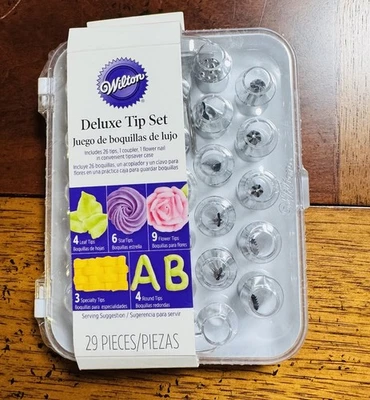 Wilton
Deluxe Tip Set
Juego de boquillas de lujo
Includes 26 tips, 1 coupler, 1 flower nail
in convenient tipsaver case
Incluye 26 boquillas, un acoplador y un clavo para
flores en una práctica caja para guardar boquillas
4 Leaf Tips
Boquillas de hojas
6 Star Tips
Boquillas estrella
9 Flower Tips
Boquillas para flores
3 Specialty Tips
Boquillas para especialidades
AB
4 Round Tips
Boquillas redondas
Serving Suggestion / Sugerencia para servir
29 PIECES/PIEZAS